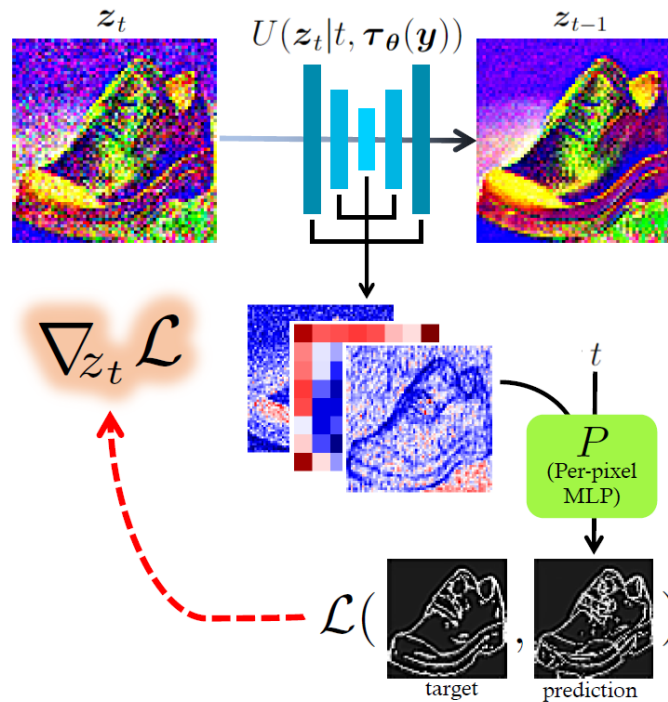 z_t
U(z_t|t, τ_θ(y))
z_{t−1}
∇_{z_t} ℒ
t
P
(Per-pixel
MLP)
ℒ( , )
target
prediction